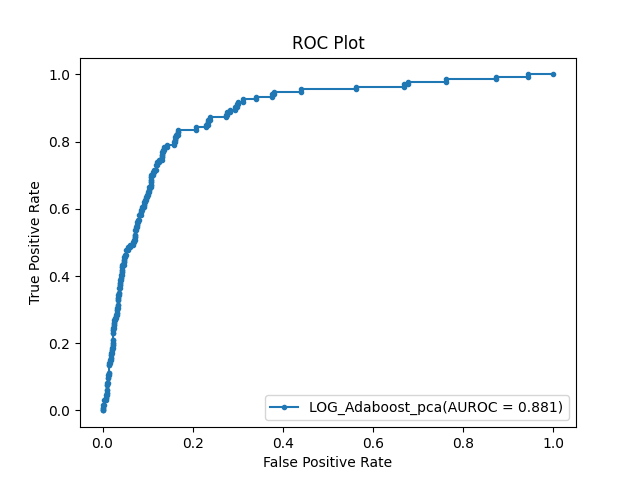 ROC Plot
True Positive Rate
1.0
0.8
0.6
0.4
0.2
0.0
LOG_Adaboost_pca(AUROC = 0.881)
0.0 0.2 0.4 0.6 0.8 1.0
False Positive Rate